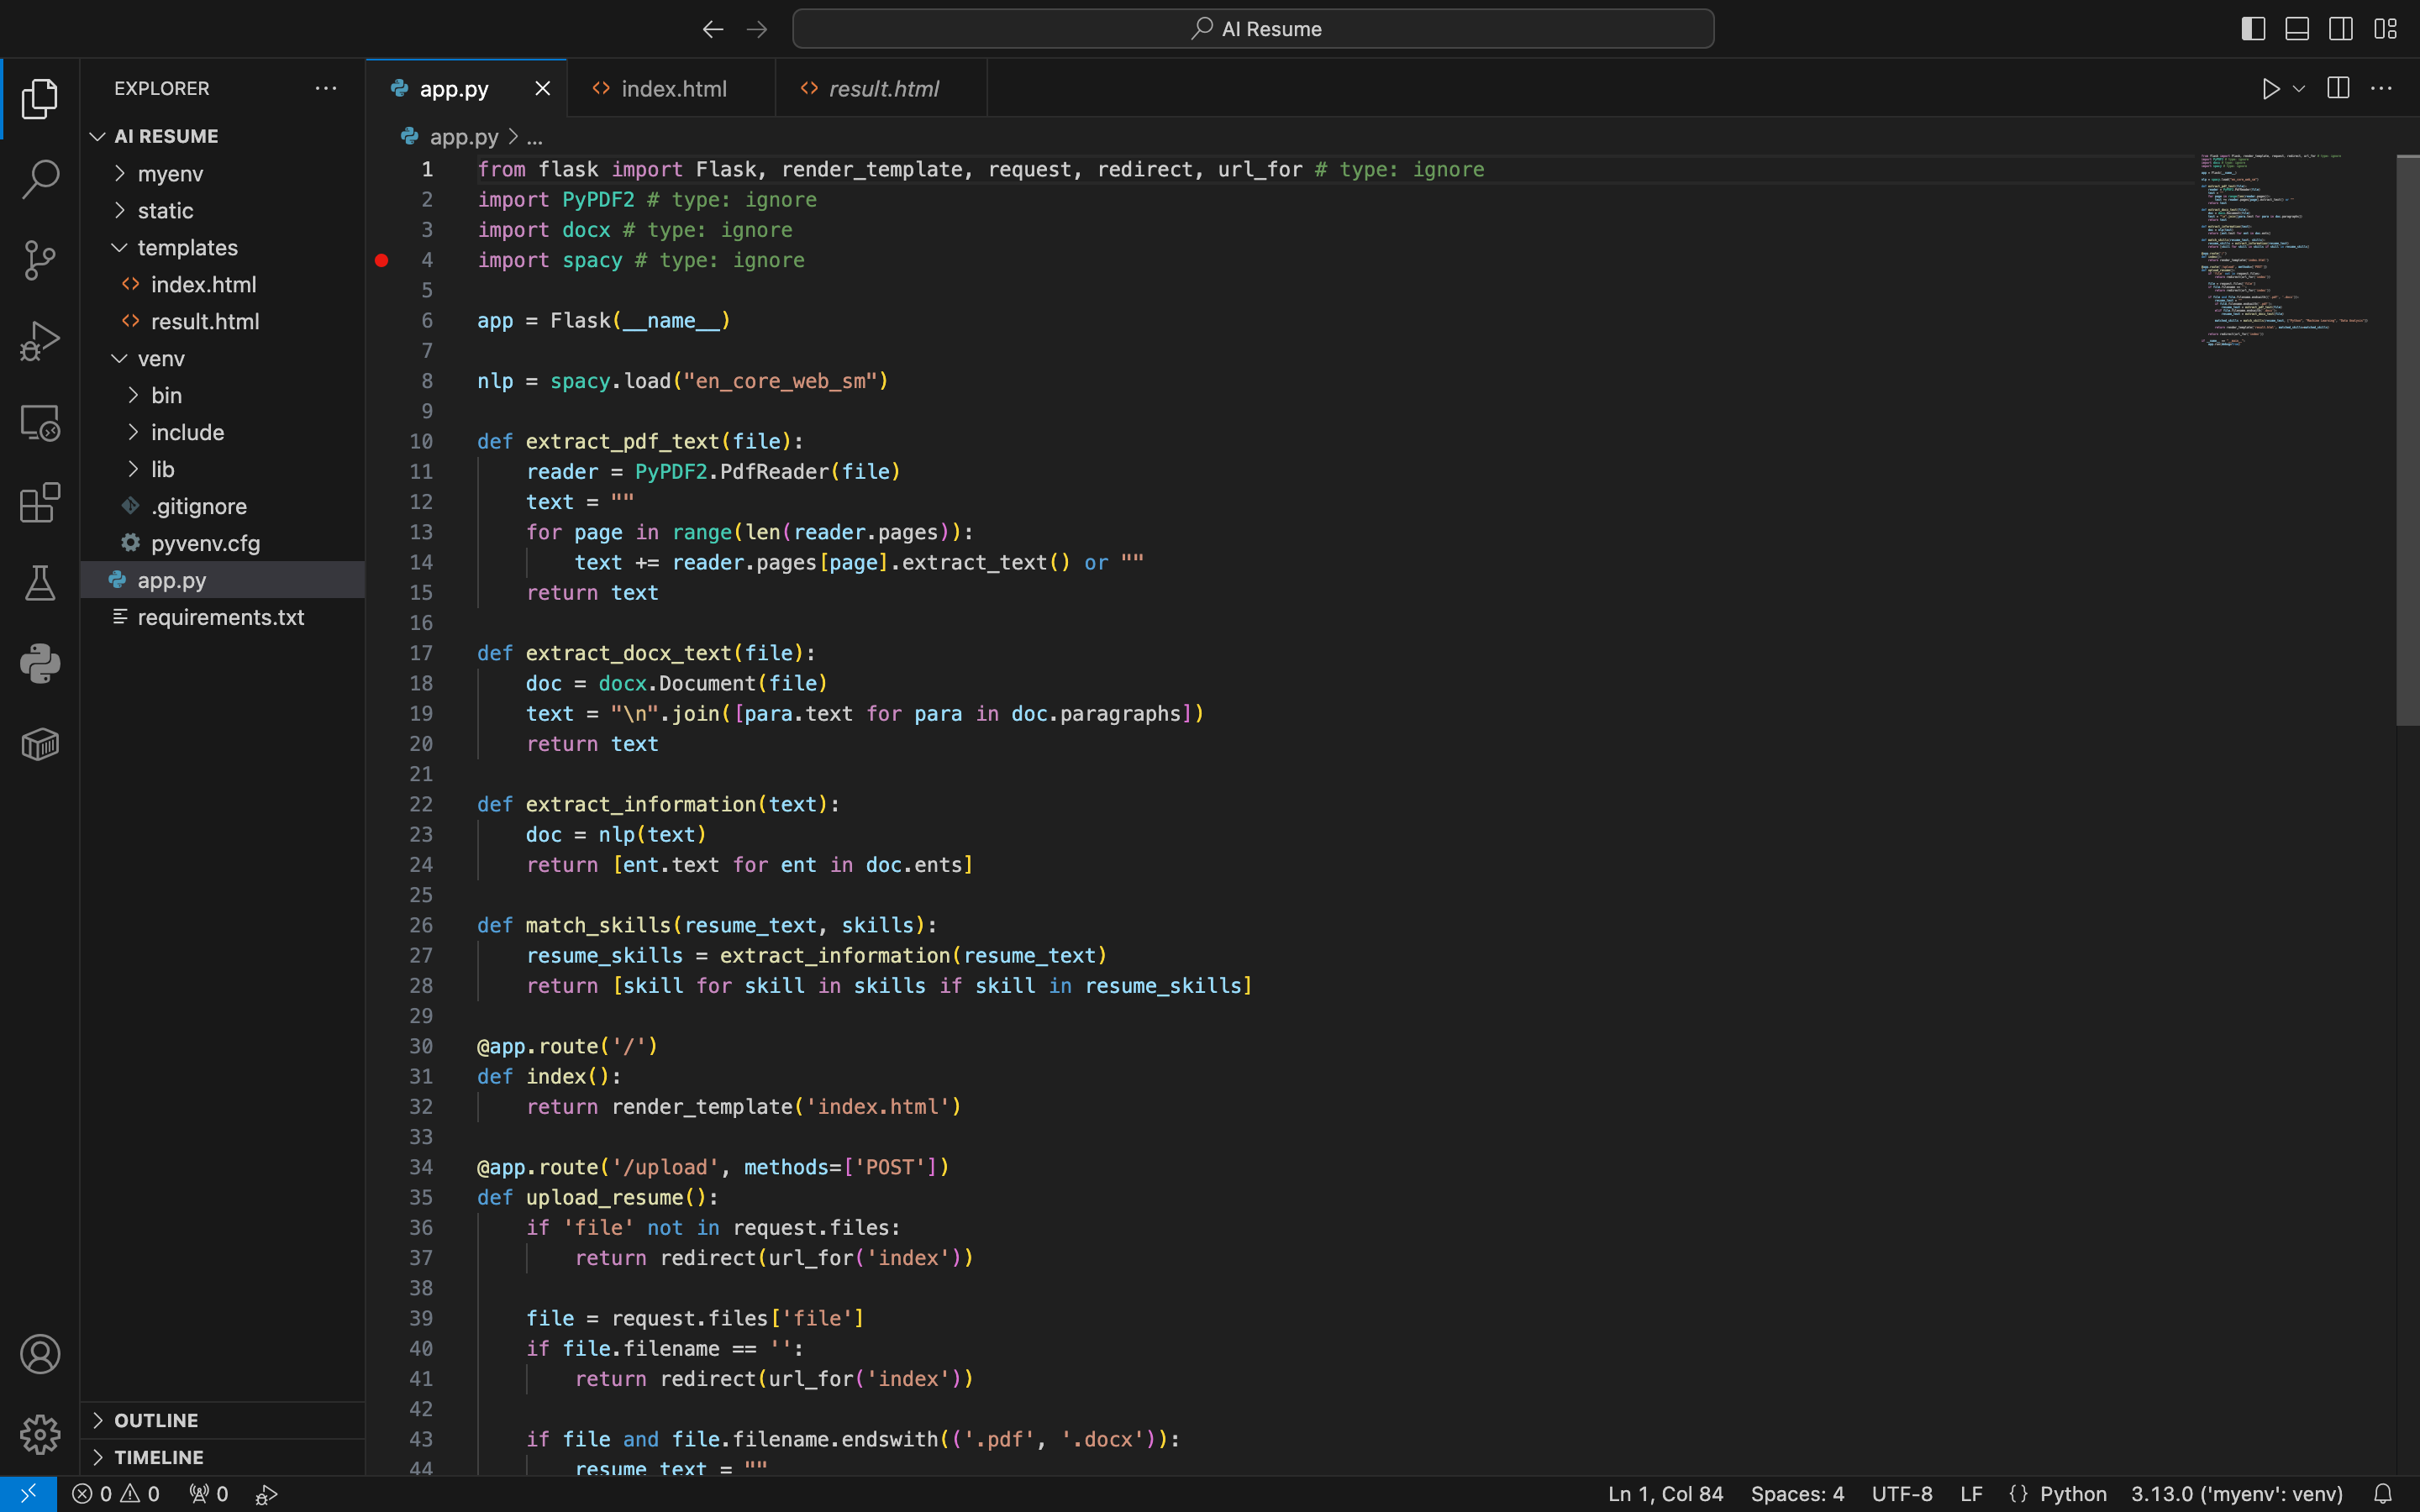 AI Resume
EXPLORER
app.py
index.html
result.html
AI RESUME
app.py > ...
myenv
static
templates
index.html
result.html
venv
bin
include
lib
.gitignore
pyvenv.cfg
app.py
requirements.txt
1 from flask import Flask, render_template, request, redirect, url_for # type: ignore
2 import PyPDF2 # type: ignore
3 import docx # type: ignore
4 import spacy # type: ignore
5
6 app = Flask(__name__)
7
8 nlp = spacy.load("en_core_web_sm")
9
10 def extract_pdf_text(file):
11     reader = PyPDF2.PdfReader(file)
12     text = ""
13     for page in range(len(reader.pages)):
14         text += reader.pages[page].extract_text() or ""
15     return text
16
17 def extract_docx_text(file):
18     doc = docx.Document(file)
19     text = "\n".join([para.text for para in doc.paragraphs])
20     return text
21
22 def extract_information(text):
23     doc = nlp(text)
24     return [ent.text for ent in doc.ents]
25
26 def match_skills(resume_text, skills):
27     resume_skills = extract_information(resume_text)
28     return [skill for skill in skills if skill in resume_skills]
29
30 @app.route('/')
31 def index():
32     return render_template('index.html')
33
34 @app.route('/upload', methods=['POST'])
35 def upload_resume():
36     if 'file' not in request.files:
37         return redirect(url_for('index'))
38
39     file = request.files['file']
40     if file.filename == '':
41         return redirect(url_for('index'))
42
43     if file and file.filename.endswith(('.pdf', '.docx')):
44         resume_text = ""
OUTLINE
TIMELINE
0 0 0
Ln 1, Col 84 Spaces: 4 UTF-8 LF {} Python 3.13.0 ('myenv': venv)